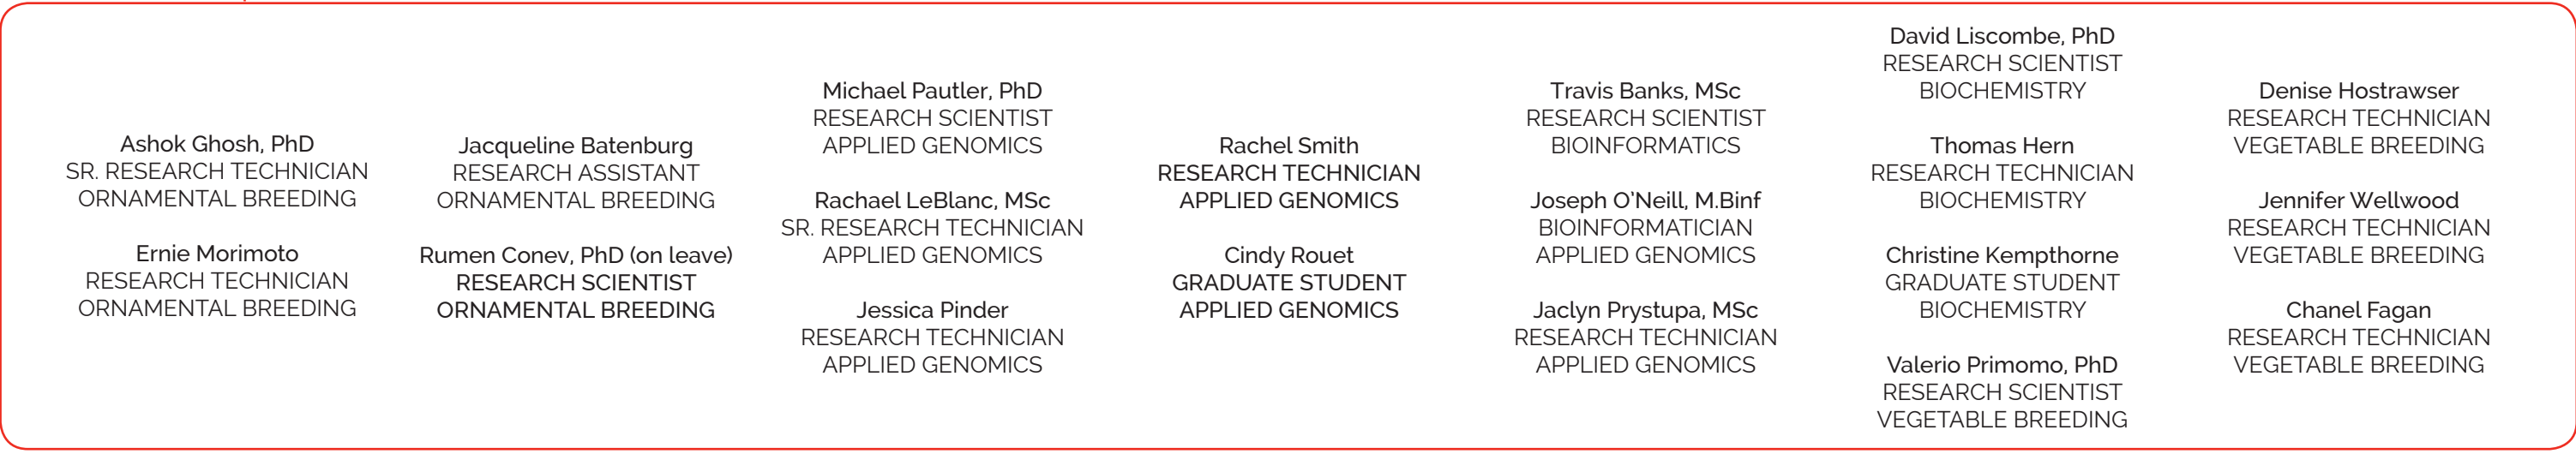 Ashok Ghosh, PhD
SR. RESEARCH TECHNICIAN
ORNAMENTAL BREEDING
Ernie Morimoto
RESEARCH TECHNICIAN
ORNAMENTAL BREEDING
Jacqueline Batenburg
RESEARCH ASSISTANT
ORNAMENTAL BREEDING
Rumen Conev, PhD (on leave)
RESEARCH SCIENTIST
ORNAMENTAL BREEDING
Michael Pautler, PhD
RESEARCH SCIENTIST
APPLIED GENOMICS
Rachael LeBlanc, MSc
SR. RESEARCH TECHNICIAN
APPLIED GENOMICS
Jessica Pinder
RESEARCH TECHNICIAN
APPLIED GENOMICS
Rachel Smith
RESEARCH TECHNICIAN
APPLIED GENOMICS
Cindy Rouet
GRADUATE STUDENT
APPLIED GENOMICS
Travis Banks, MSc
RESEARCH SCIENTIST
BIOINFORMATICS
Joseph O'Neill, M.Binf
BIOINFORMATICIAN
APPLIED GENOMICS
Jaclyn Prystupa, MSc
RESEARCH TECHNICIAN
APPLIED GENOMICS
David Liscombe, PhD
RESEARCH SCIENTIST
BIOCHEMISTRY
Thomas Hern
RESEARCH TECHNICIAN
BIOCHEMISTRY
Christine Kempthorne
GRADUATE STUDENT
BIOCHEMISTRY
Valerio Primomo, PhD
RESEARCH SCIENTIST
VEGETABLE BREEDING
Denise Hostrawser
RESEARCH TECHNICIAN
VEGETABLE BREEDING
Jennifer Wellwood
RESEARCH TECHNICIAN
VEGETABLE BREEDING
Chanel Fagan
RESEARCH TECHNICIAN
VEGETABLE BREEDING